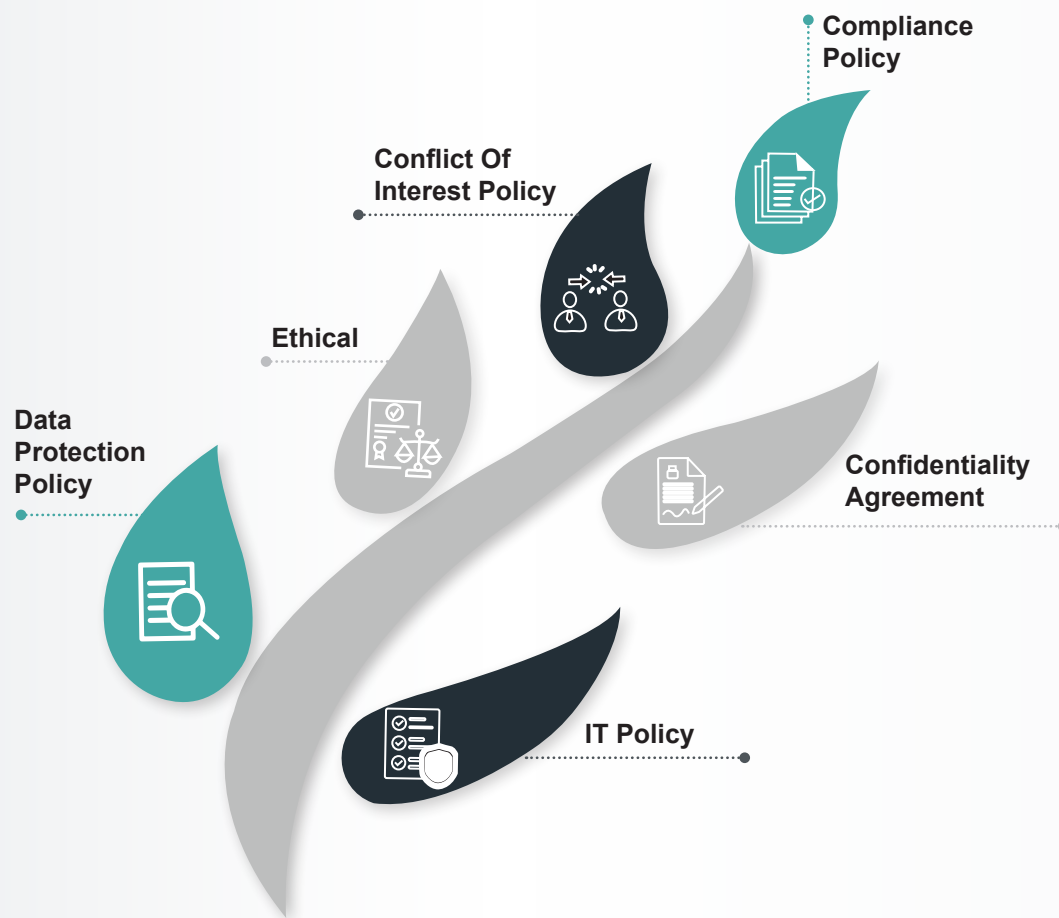 Compliance
Policy
Conflict Of
Interest Policy
Ethical
Data
Protection
Policy
Confidentiality
Agreement
IT Policy